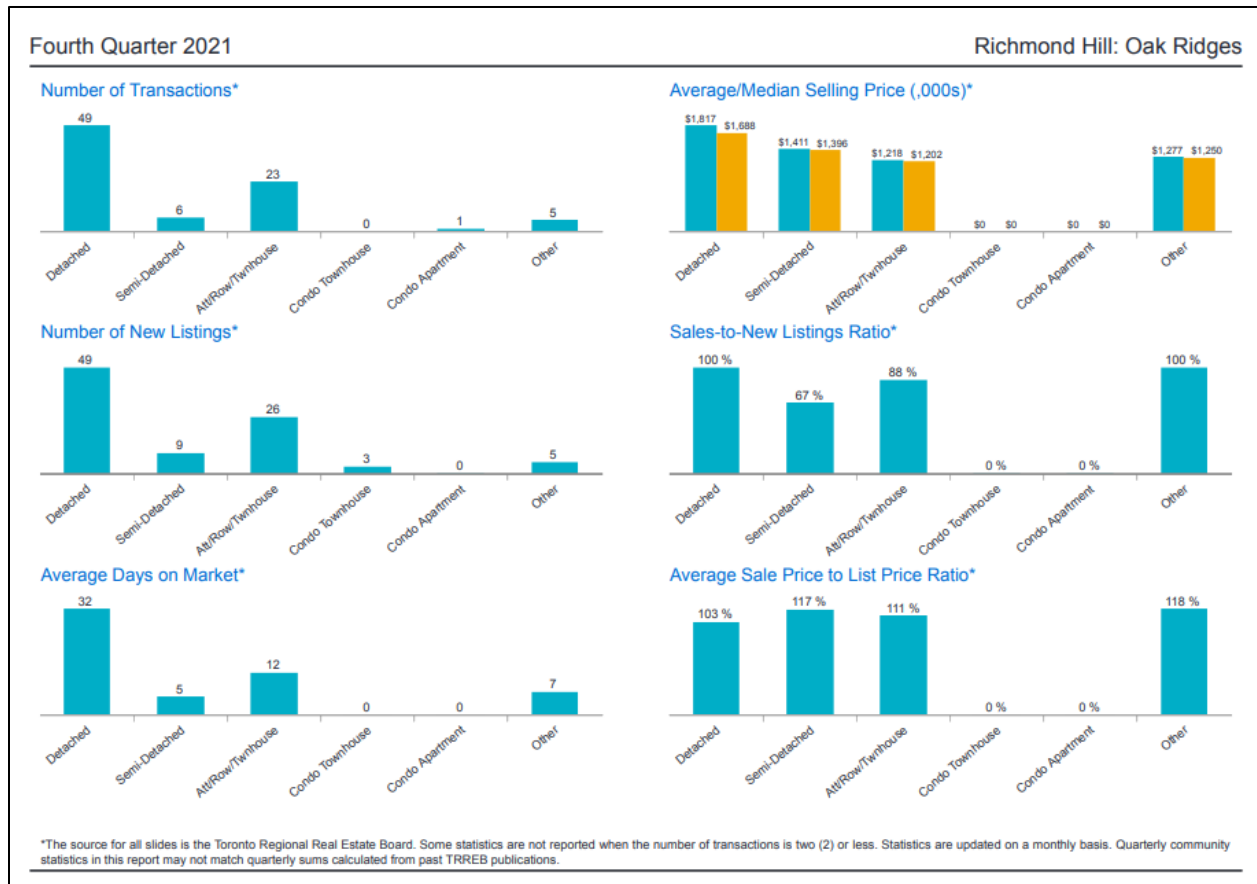 Fourth Quarter 2021
Richmond Hill: Oak Ridges
Number of Transactions*
49
6
23
0
1
5
Detached
Semi-Detached
Att/Row/Twnhouse
Condo Townhouse
Condo Apartment
Other
Average/Median Selling Price (,000s)*
$1,817
$1,688
$1,411
$1,396
$1,218
$1,202
$0
$0
$0
$0
$1,277
$1,250
Detached
Semi-Detached
Att/Row/Twnhouse
Condo Townhouse
Condo Apartment
Other
Number of New Listings*
49
9
26
3
0
5
Detached
Semi-Detached
Att/Row/Twnhouse
Condo Townhouse
Condo Apartment
Other
Sales-to-New Listings Ratio*
100 %
67 %
88 %
0 %
0 %
100 %
Detached
Semi-Detached
Att/Row/Twnhouse
Condo Townhouse
Condo Apartment
Other
Average Days on Market*
32
5
12
0
0
7
Detached
Semi-Detached
Att/Row/Twnhouse
Condo Townhouse
Condo Apartment
Other
Average Sale Price to List Price Ratio*
103 %
117 %
111 %
0 %
0 %
118 %
Detached
Semi-Detached
Att/Row/Twnhouse
Condo Townhouse
Condo Apartment
Other
*The source for all slides is the Toronto Regional Real Estate Board. Some statistics are not reported when the number of transactions is two (2) or less. Statistics are updated on a monthly basis. Quarterly community
statistics in this report may not match quarterly sums calculated from past TRREB publications.